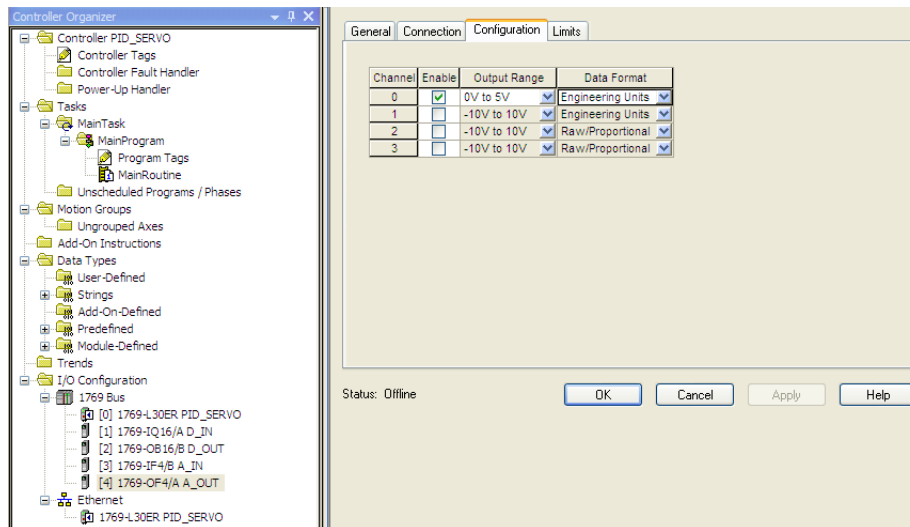 Controller Organizer
Controller PID_SERVO
Controller Tags
Controller Fault Handler
Power-Up Handler
Tasks
MainTask
MainProgram
Program Tags
MainRoutine
Unscheduled Programs / Phases
Motion Groups
Ungrouped Axes
Add-On Instructions
Data Types
User-Defined
Strings
Add-On-Defined
Predefined
Module-Defined
Trends
I/O Configuration
1769 Bus
[0] 1769-L30ER PID_SERVO
[1] 1769-IQ16/A D_IN
[2] 1769-OB16/B D_OUT
[3] 1769-IF4/B A_IN
[4] 1769-OF4/A A_OUT
Ethernet
1769-L30ER PID_SERVO
General Connection Configuration Limits
Channel Enable Output Range Data Format
0 0V to 5V Engineering Units
1 -10V to 10V Engineering Units
2 -10V to 10V Raw/Proportional
3 -10V to 10V Raw/Proportional
Status: Offline OK Cancel Apply Help